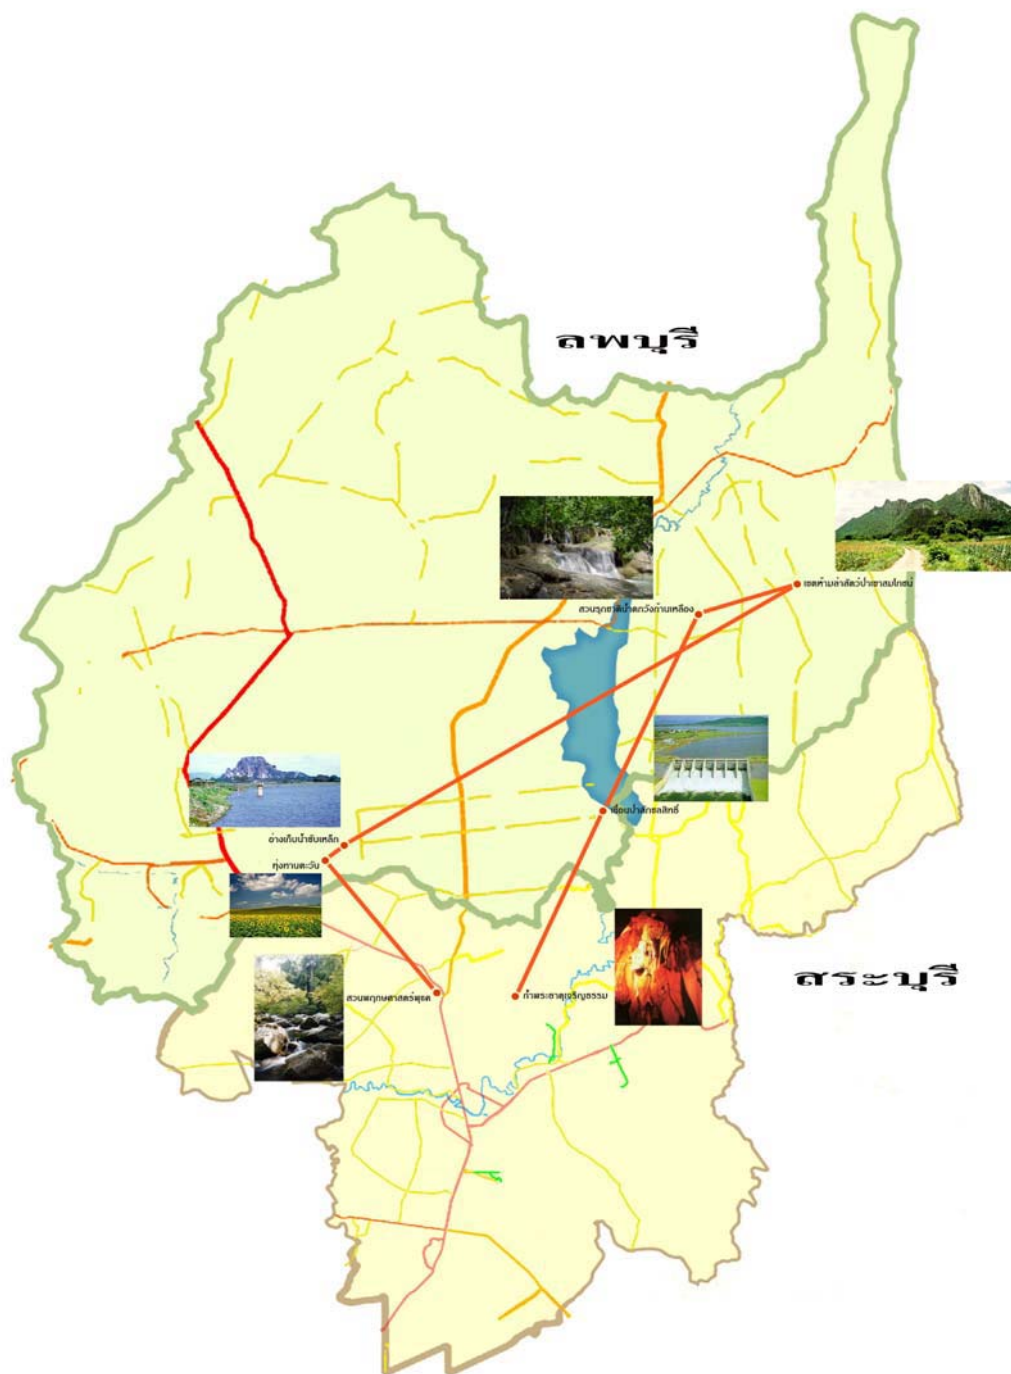 ลพบุรี
เขตห้ามล่าสัตว์ป่าเขาสมโภชน์
สวนรุกขชาติน้ำตกวังก้านเหลือง
เขื่อนป่าสักชลสิทธิ์
อ่างเก็บน้ำซับเหล็ก
ทุ่งทานตะวัน
สระบุรี
สวนพฤกษศาสตร์พุแค
ถ้ำพระธาตุเจริญธรรม